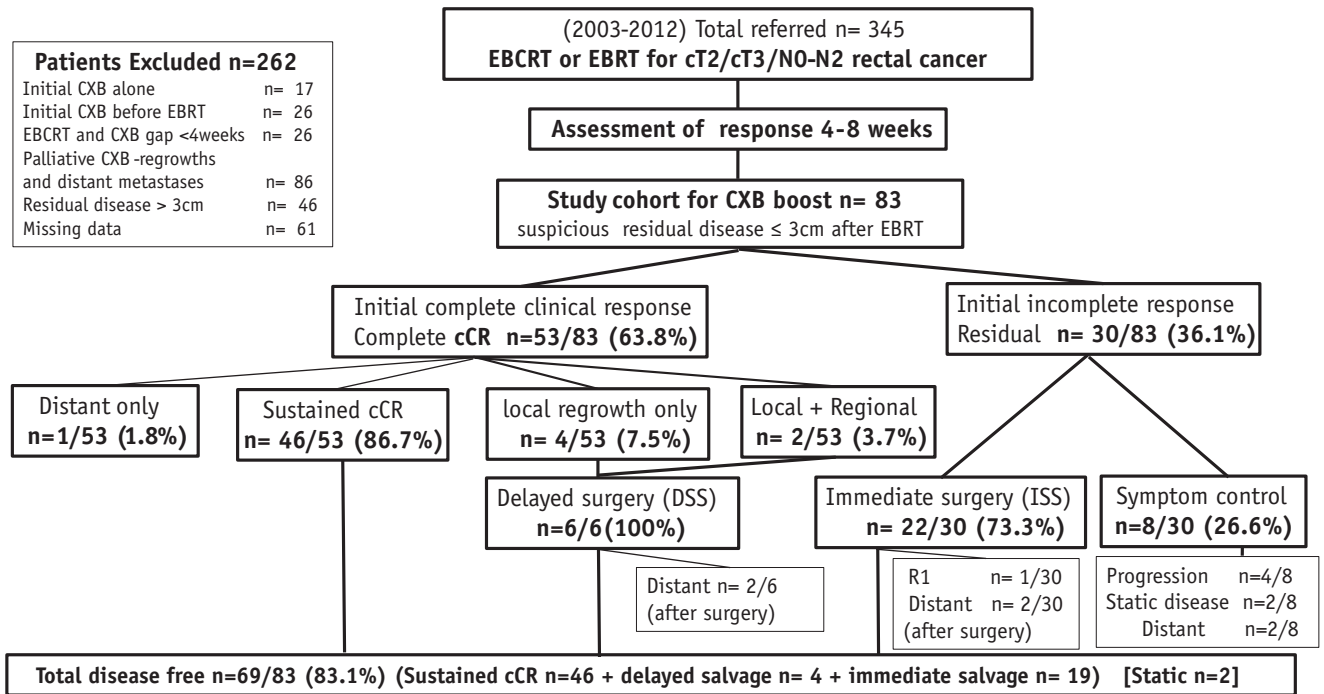 (2003-2012) Total referred n= 345
EBCRT or EBRT for cT2/cT3/N0-N2 rectal cancer
Patients Excluded n=262
Initial CXB alone n= 17
Initial CXB before EBRT n= 26
EBCRT and CXB gap <4weeks n= 26
Palliative CXB -regrowths
and distant metastases n= 86
Residual disease > 3cm n= 46
Missing data n= 61
Assessment of response 4-8 weeks
Study cohort for CXB boost n= 83
suspicious residual disease ≤ 3cm after EBRT
Initial complete clinical response
Complete cCR n=53/83 (63.8%)
Initial incomplete response
Residual n= 30/83 (36.1%)
Distant only
n=1/53 (1.8%)
Sustained cCR
n= 46/53 (86.7%)
local regrowth only
n= 4/53 (7.5%)
Local + Regional
n= 2/53 (3.7%)
Delayed surgery (DSS)
n=6/6(100%)
Immediate surgery (ISS)
n= 22/30 (73.3%)
Symptom control
n=8/30 (26.6%)
Distant n= 2/6
(after surgery)
R1 n= 1/30
Distant n= 2/30
(after surgery)
Progression n=4/8
Static disease n=2/8
Distant n=2/8
Total disease free n=69/83 (83.1%) (Sustained cCR n=46 + delayed salvage n= 4 + immediate salvage n= 19) [Static n=2]